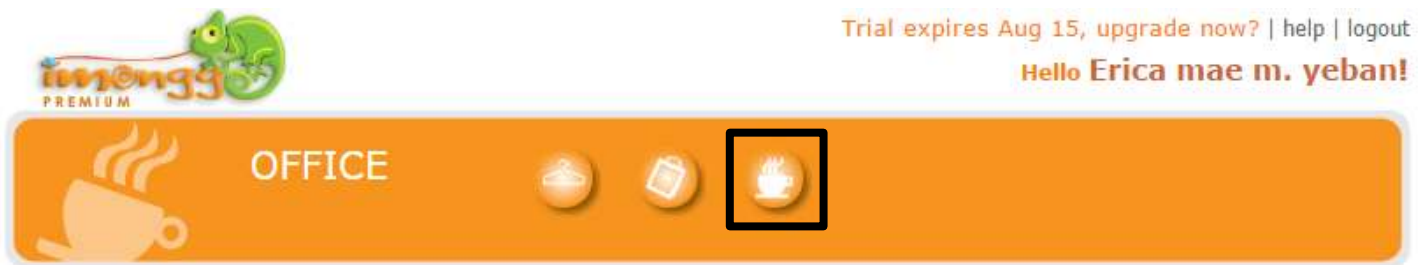 Trial expires Aug 15, upgrade now? | help | logout
imongg
PREMIUM
Hello Erica mae m. yeban!
OFFICE